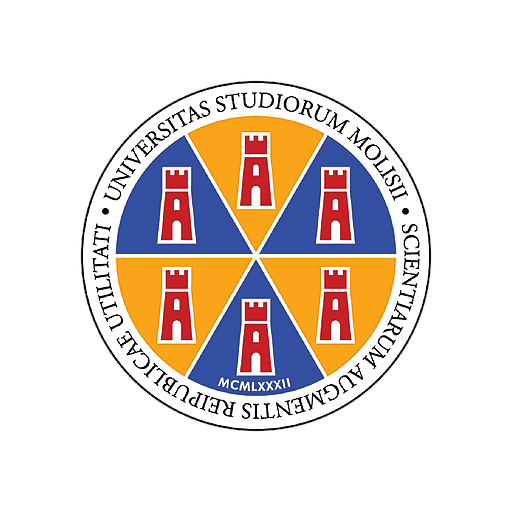 UNIVERSITAS STUDIORUM MOLISII
• SCIENTIARUM AUGMENTIS REIPUBLICAE UTILITATI •
MCMLXXXII